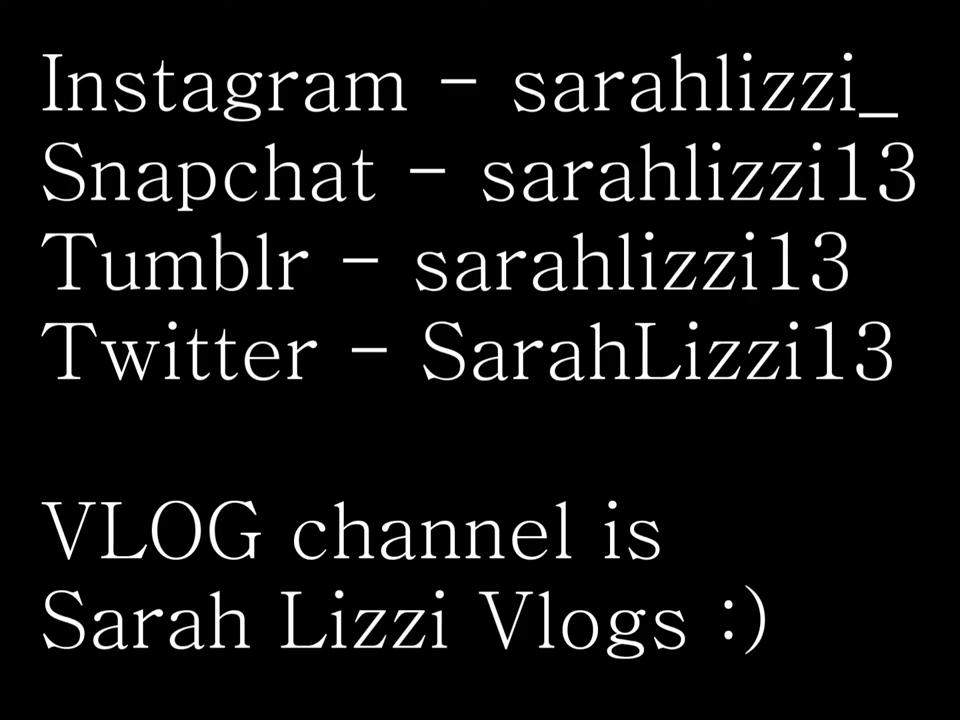 Instagram - sarahlizzi_
Snapchat - sarahlizzi13
Tumblr - sarahlizzi13
Twitter - SarahLizzi13
VLOG channel is
Sarah Lizzi Vlogs :)